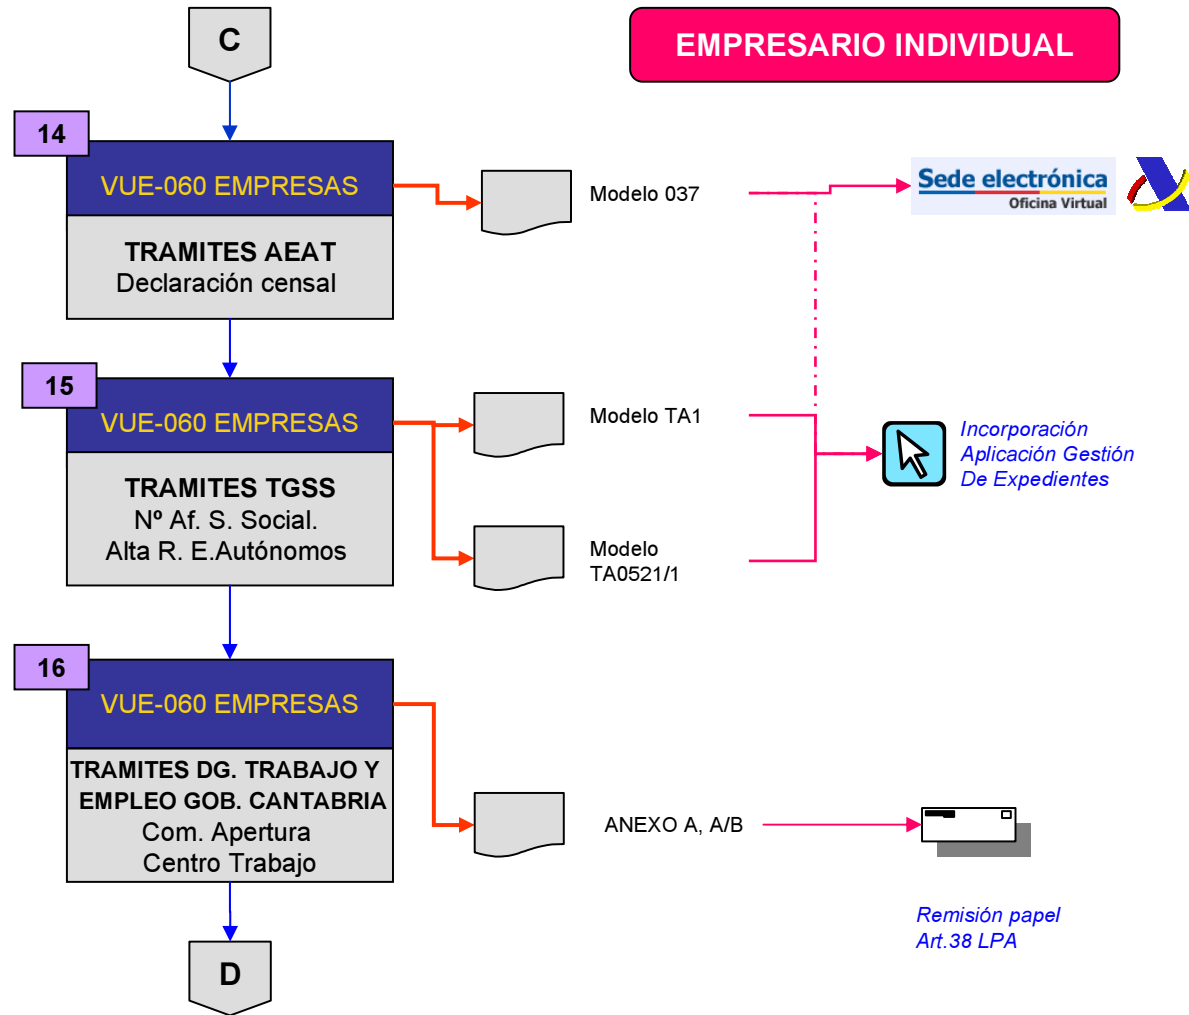 C
EMPRESARIO INDIVIDUAL
14
VUE-060 EMPRESAS
TRAMITES AEAT
Declaración censal
Modelo 037
Sede electrónica
Oficina Virtual
15
VUE-060 EMPRESAS
TRAMITES TGSS
Nº Af. S. Social.
Alta R. E.Autónomos
Modelo TA1
Modelo
TA0521/1
Incorporación
Aplicación Gestión
De Expedientes
16
VUE-060 EMPRESAS
TRAMITES DG. TRABAJO Y
EMPLEO GOB. CANTABRIA
Com. Apertura
Centro Trabajo
ANEXO A, A/B
Remisión papel
Art.38 LPA
D